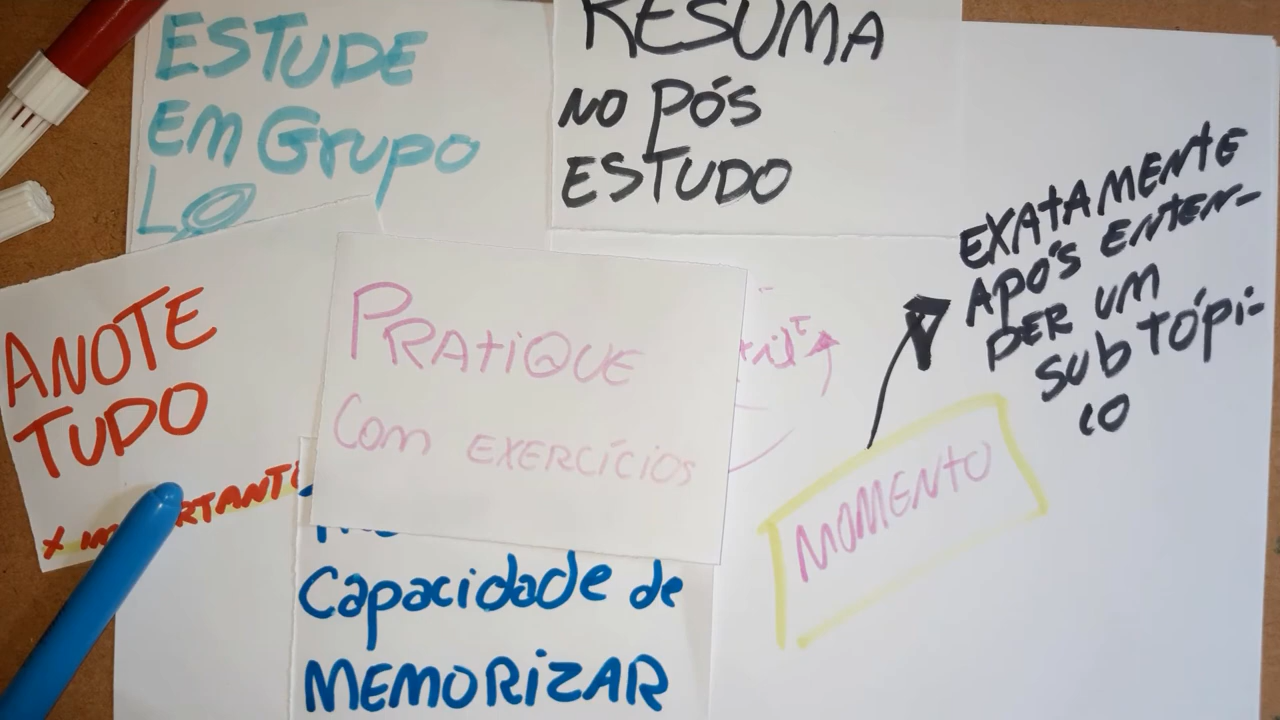 ESTUDE
EM GRUPO
RESUMA
NO PÓS
ESTUDO
ANOTE
TUDO
PRATIQUE
COM EXERCÍCIOS
Capacidade de
MEMORIZAR
MOMENTO
EXATAMENTE
APÓS ENTEN-
DER UM
SUBTÓPI-
CO